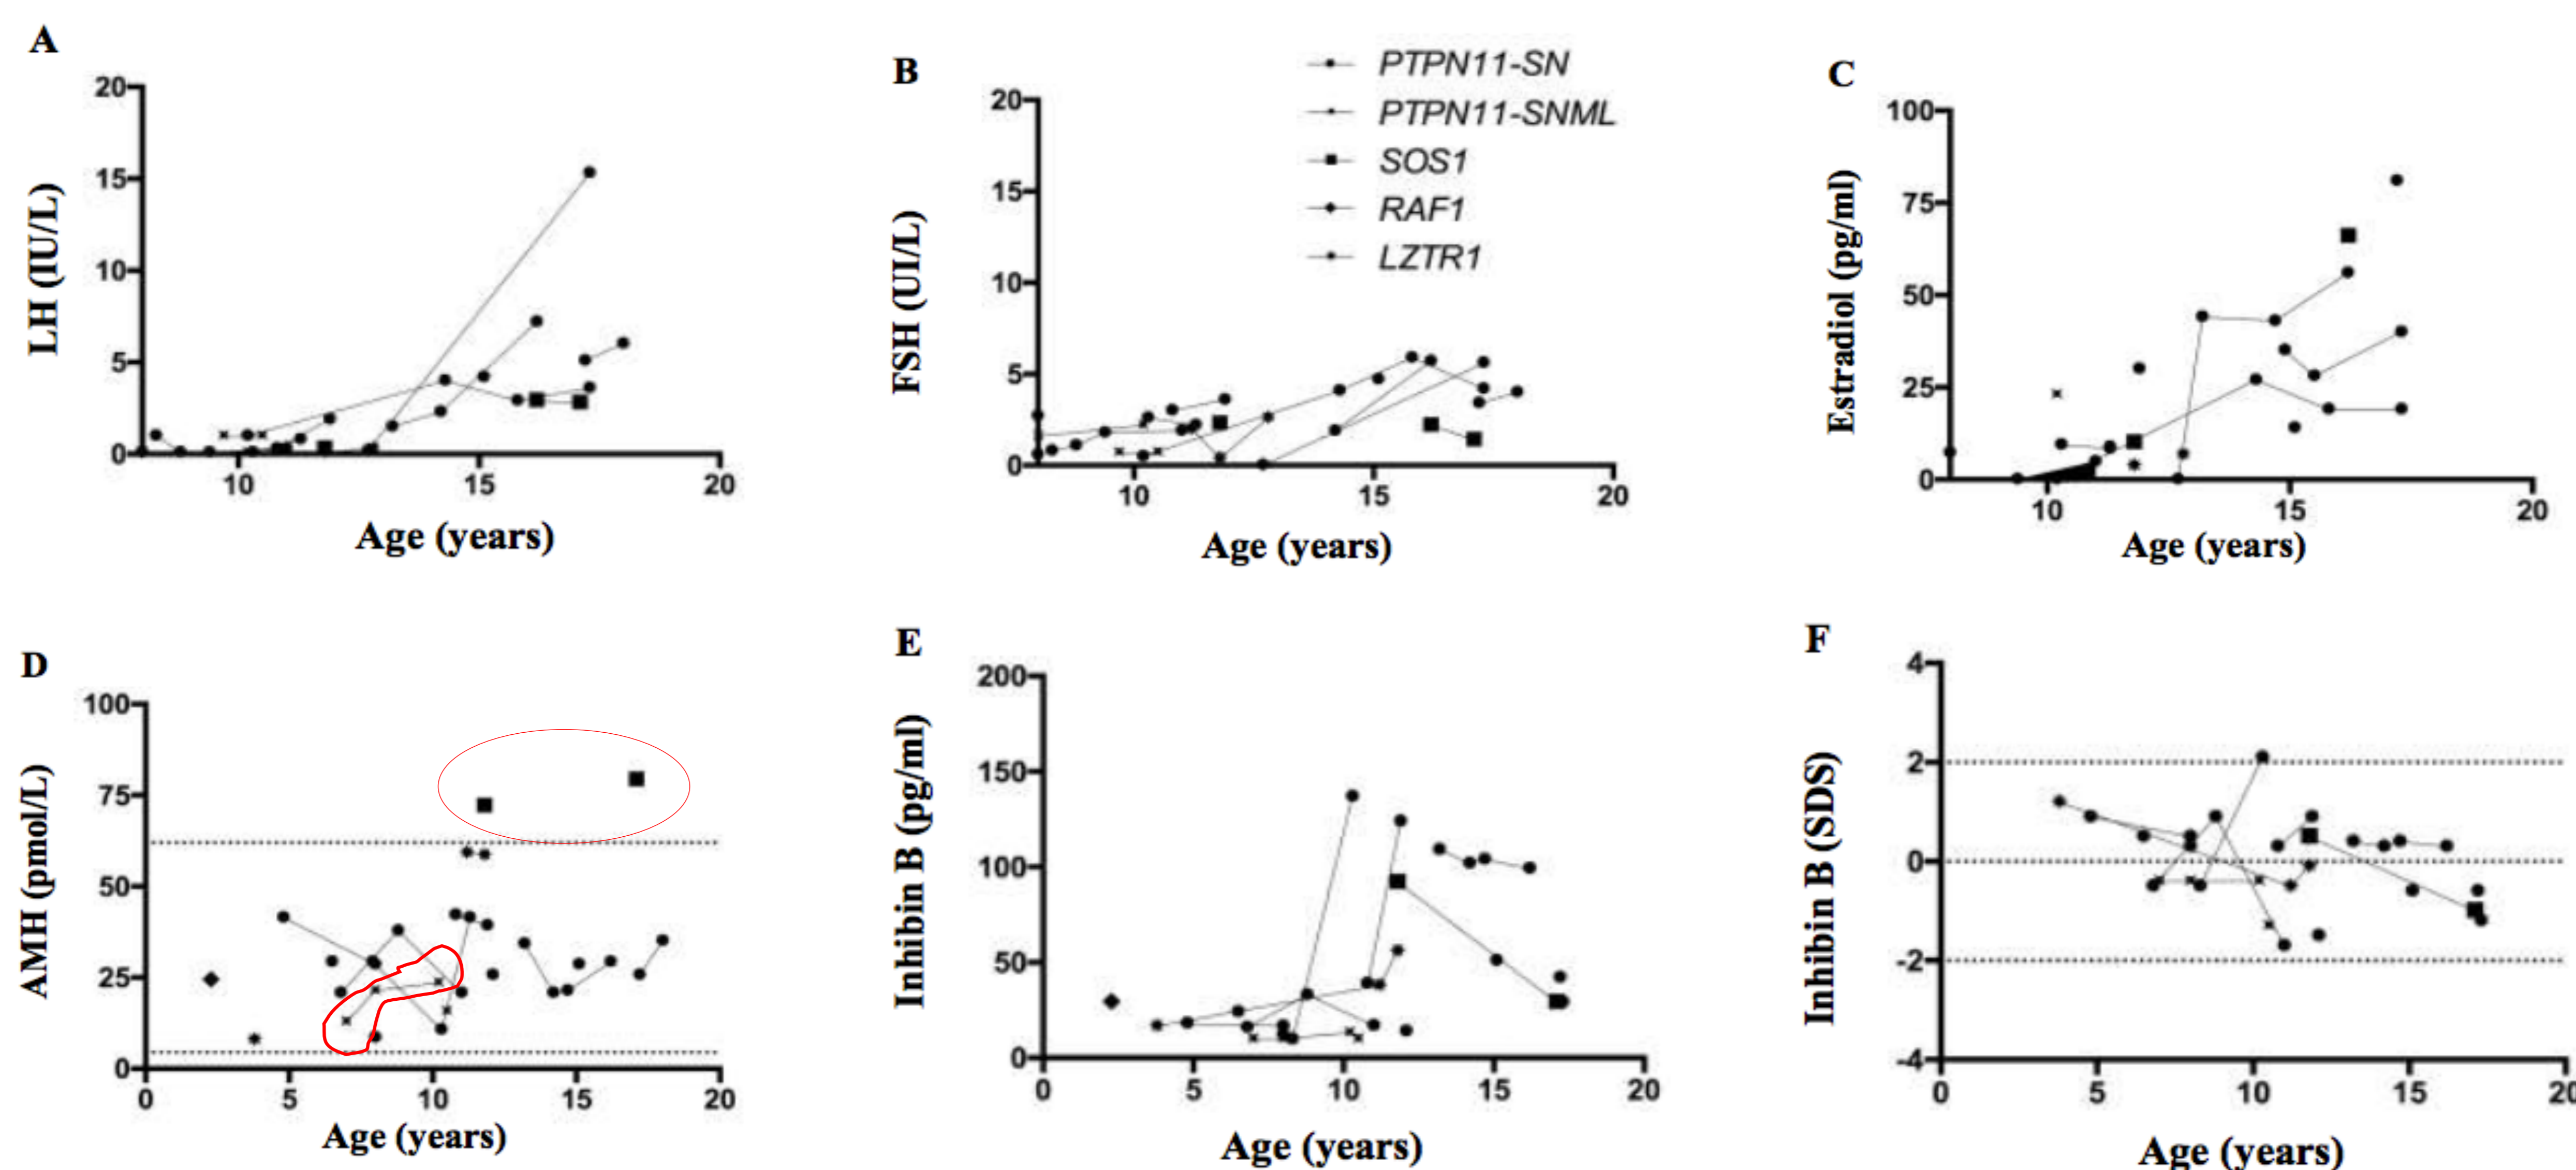 A
LH (IU/L)
20
15
10
5
0
10
15
20
Age (years)
B
FSH (UI/L)
20
15
10
5
0
10
15
20
Age (years)
PTPN11-SN
PTPN11-SNML
SOS1
RAF1
LZTR1
C
Estradiol (pg/ml)
100
75
50
25
0
10
15
20
Age (years)
D
AMH (pmol/L)
100
75
50
25
0
0
5
10
15
20
Age (years)
E
Inhibin B (pg/ml)
200
150
100
50
0
0
5
10
15
20
Age (years)
F
Inhibin B (SDS)
4
2
0
-2
-4
0
5
10
15
20
Age (years)